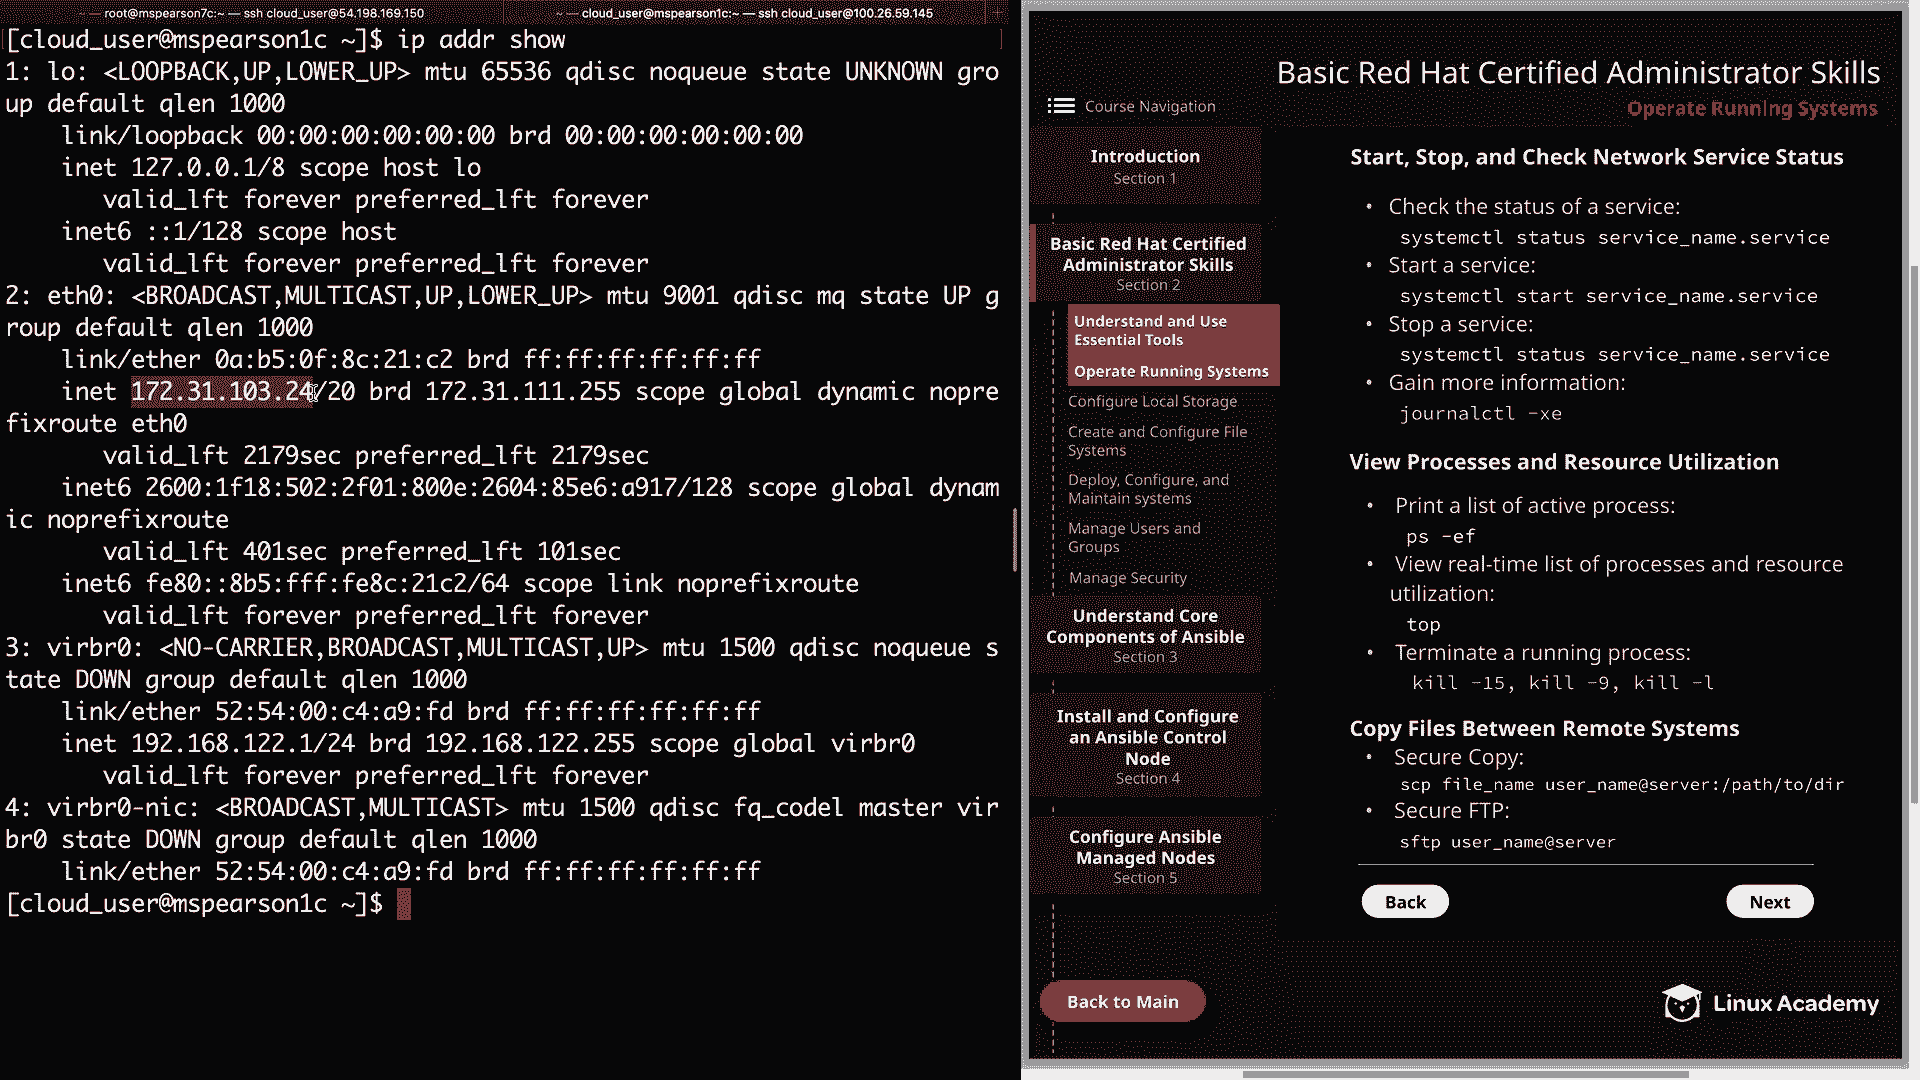 root@mspearson7c:~ — ssh cloud_user@54.198.169.150
~ — cloud_user@mspearson1c:~ — ssh cloud_user@100.26.59.145
[cloud_user@mspearson1c ~]$ ip addr show
1: lo: <LOOPBACK,UP,LOWER_UP> mtu 65536 qdisc noqueue state UNKNOWN gro
up default qlen 1000
link/loopback 00:00:00:00:00:00 brd 00:00:00:00:00:00
inet 127.0.0.1/8 scope host lo
valid_lft forever preferred_lft forever
inet6 ::1/128 scope host
valid_lft forever preferred_lft forever
2: eth0: <BROADCAST,MULTICAST,UP,LOWER_UP> mtu 9001 qdisc mq state UP g
roup default qlen 1000
link/ether 0a:b5:0f:8c:21:c2 brd ff:ff:ff:ff:ff:ff
inet 172.31.103.24/20 brd 172.31.111.255 scope global dynamic nopre
fixroute eth0
valid_lft 2179sec preferred_lft 2179sec
inet6 2600:1f18:502:2f01:800e:2604:85e6:a917/128 scope global dynam
ic noprefixroute
valid_lft 401sec preferred_lft 101sec
inet6 fe80::8b5:fff:fe8c:21c2/64 scope link noprefixroute
valid_lft forever preferred_lft forever
3: virbr0: <NO-CARRIER,BROADCAST,MULTICAST,UP> mtu 1500 qdisc noqueue s
tate DOWN group default qlen 1000
link/ether 52:54:00:c4:a9:fd brd ff:ff:ff:ff:ff:ff
inet 192.168.122.1/24 brd 192.168.122.255 scope global virbr0
valid_lft forever preferred_lft forever
4: virbr0-nic: <BROADCAST,MULTICAST> mtu 1500 qdisc fq_codel master vir
br0 state DOWN group default qlen 1000
link/ether 52:54:00:c4:a9:fd brd ff:ff:ff:ff:ff:ff
[cloud_user@mspearson1c ~]$
Basic Red Hat Certified Administrator Skills
Operate Running Systems
Course Navigation
Introduction
Section 1
Basic Red Hat Certified
Administrator Skills
Section 2
Understand and Use
Essential Tools
Operate Running Systems
Configure Local Storage
Create and Configure File
Systems
Deploy, Configure, and
Maintain systems
Manage Users and
Groups
Manage Security
Understand Core
Components of Ansible
Section 3
Install and Configure
an Ansible Control
Node
Section 4
Configure Ansible
Managed Nodes
Section 5
Back to Main
Start, Stop, and Check Network Service Status
• Check the status of a service:
systemctl status service_name.service
• Start a service:
systemctl start service_name.service
• Stop a service:
systemctl status service_name.service
• Gain more information:
journalctl -xe
View Processes and Resource Utilization
• Print a list of active process:
ps -ef
• View real-time list of processes and resource
utilization:
top
• Terminate a running process:
kill -15, kill -9, kill -l
Copy Files Between Remote Systems
• Secure Copy:
scp file_name user_name@server:/path/to/dir
• Secure FTP:
sftp user_name@server
Back
Next
Linux Academy